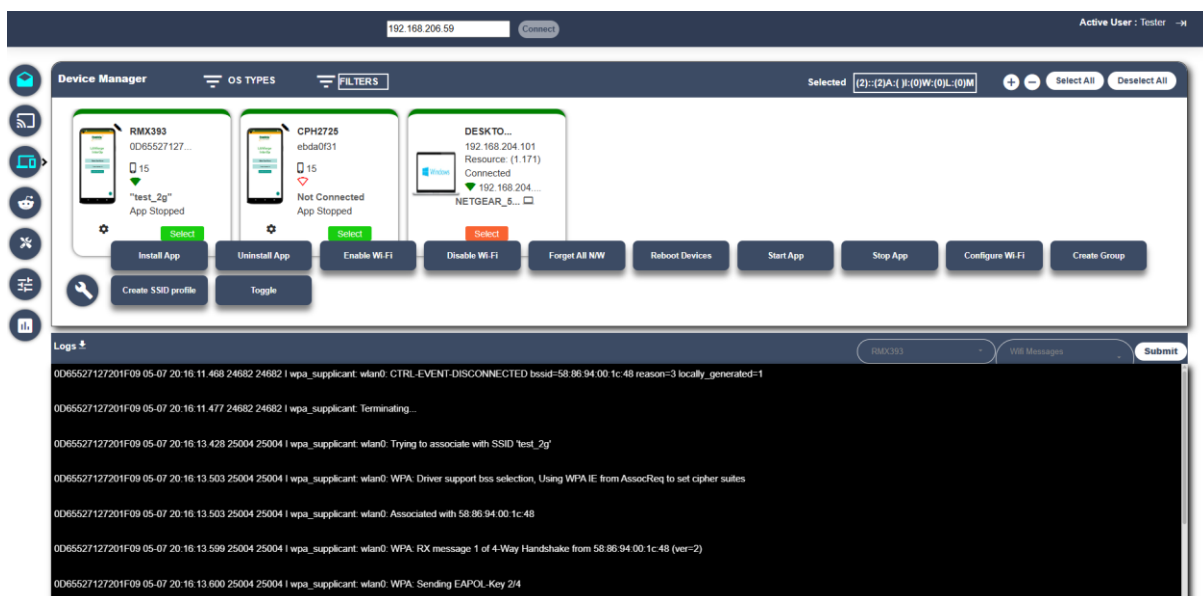 192.168.206.59 Connect Active User : Tester
Device Manager OS TYPES FILTERS Selected (2)::(2)A:( )I:(0)W:(0)L:(0)M + − Select All Deselect All
RMX393
0D65527127...
15
"test_2g"
App Stopped
Select
CPH2725
ebda0f31
15
Not Connected
App Stopped
Select
DESKTO...
192.168.204.101
Resource: (1.171)
Connected
192.168.204....
NETGEAR_5...
Windows
Select
Install App Uninstall App Enable Wi-Fi Disable Wi-Fi Forget All N/W Reboot Devices Start App Stop App Configure Wi-Fi Create Group
Create SSID profile Toggle
Logs RMX393 Wifi Messages Submit
0D65527127201F09 05-07 20:16:11.468 24682 24682 I wpa_supplicant: wlan0: CTRL-EVENT-DISCONNECTED bssid=58:86:94:00:1c:48 reason=3 locally_generated=1
0D65527127201F09 05-07 20:16:11.477 24682 24682 I wpa_supplicant: Terminating...
0D65527127201F09 05-07 20:16:13.428 25004 25004 I wpa_supplicant: wlan0: Trying to associate with SSID 'test_2g'
0D65527127201F09 05-07 20:16:13.503 25004 25004 I wpa_supplicant: wlan0: WPA: Driver support bss selection, Using WPA IE from AssocReq to set cipher suites
0D65527127201F09 05-07 20:16:13.503 25004 25004 I wpa_supplicant: wlan0: Associated with 58:86:94:00:1c:48
0D65527127201F09 05-07 20:16:13.599 25004 25004 I wpa_supplicant: wlan0: WPA: RX message 1 of 4-Way Handshake from 58:86:94:00:1c:48 (ver=2)
0D65527127201F09 05-07 20:16:13.600 25004 25004 I wpa_supplicant: wlan0: WPA: Sending EAPOL-Key 2/4